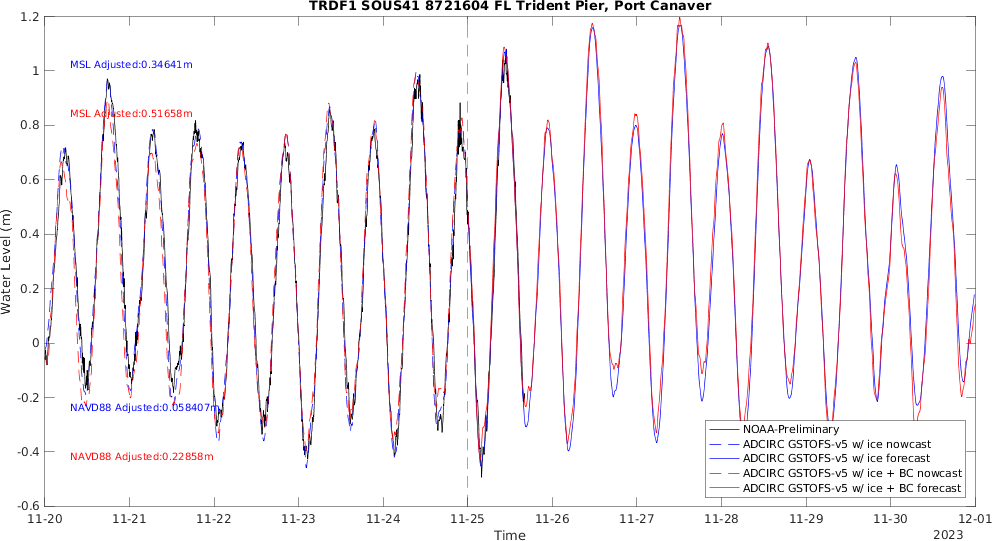 TRDF1 SOUS41 8721604 FL Trident Pier, Port Canaver
1.2
1
0.8
0.6
0.4
0.2
0
-0.2
-0.4
-0.6
Water Level (m)
MSL Adjusted:0.34641m
MSL Adjusted:0.51658m
NAVD88 Adjusted:0.058407m
NAVD88 Adjusted:0.22858m
NOAA-Preliminary
ADCIRC GSTOFS-v5 w/ ice nowcast
ADCIRC GSTOFS-v5 w/ ice forecast
ADCIRC GSTOFS-v5 w/ ice + BC nowcast
ADCIRC GSTOFS-v5 w/ ice + BC forecast
11-20 11-21 11-22 11-23 11-24 11-25 11-26 11-27 11-28 11-29 11-30 12-01
Time
2023